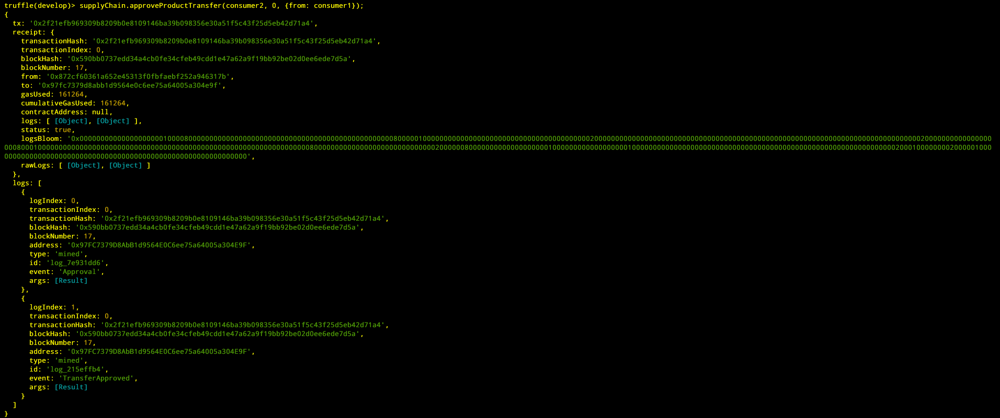 truffle(develop)> supplyChain.approveProductTransfer(consumer2, 0, {from: consumer1});
{
tx: '0x2f21efb969309b8209b0e8109146ba39b098356e30a51f5c43f25d5eb42d71a4',
receipt: {
transactionHash: '0x2f21efb969309b8209b0e8109146ba39b098356e30a51f5c43f25d5eb42d71a4',
transactionIndex: 0,
blockHash: '0x590bb0737edd34a4cb0fe34cfeb49cdd1e47a62a9f19bb92be02d0ee6ede7d5a',
blockNumber: 17,
from: '0x872cf60361a652e45313f0fbfaebf252a946317b',
to: '0x97fc7379d8abb1d9564e0c6ee75a64005a304e9f',
gasUsed: 161264,
cumulativeGasUsed: 161264,
contractAddress: null,
logs: [ [Object], [Object] ],
status: true,
logsBloom: '0x00000000000000000000100008000000000000000000000000000000000000000000000000080000010000000000000000000000000000000000000000200000000000000000000000000000000000000000000000000000000000000000000000000000020000000000000000
00080001000000000000000000000000000000000000000000000000000000000000000008000000000000000000000000000002000000800000000000000000001000000000000000000100000000000000000000000000000000000000000000000000000000000000020001000000002000001000
0000000000000000000000000000000000000000000000000000000000',
rawLogs: [ [Object], [Object] ]
},
logs: [
{
logIndex: 0,
transactionIndex: 0,
transactionHash: '0x2f21efb969309b8209b0e8109146ba39b098356e30a51f5c43f25d5eb42d71a4',
blockHash: '0x590bb0737edd34a4cb0fe34cfeb49cdd1e47a62a9f19bb92be02d0ee6ede7d5a',
blockNumber: 17,
address: '0x97FC7379D8AbB1d9564E0C6ee75a64005a304E9F',
type: 'mined',
id: 'log_7e931dd6',
event: 'Approval',
args: [Result]
},
{
logIndex: 1,
transactionIndex: 0,
transactionHash: '0x2f21efb969309b8209b0e8109146ba39b098356e30a51f5c43f25d5eb42d71a4',
blockHash: '0x590bb0737edd34a4cb0fe34cfeb49cdd1e47a62a9f19bb92be02d0ee6ede7d5a',
blockNumber: 17,
address: '0x97FC7379D8AbB1d9564E0C6ee75a64005a304E9F',
type: 'mined',
id: 'log_215effb4',
event: 'TransferApproved',
args: [Result]
}
]
}